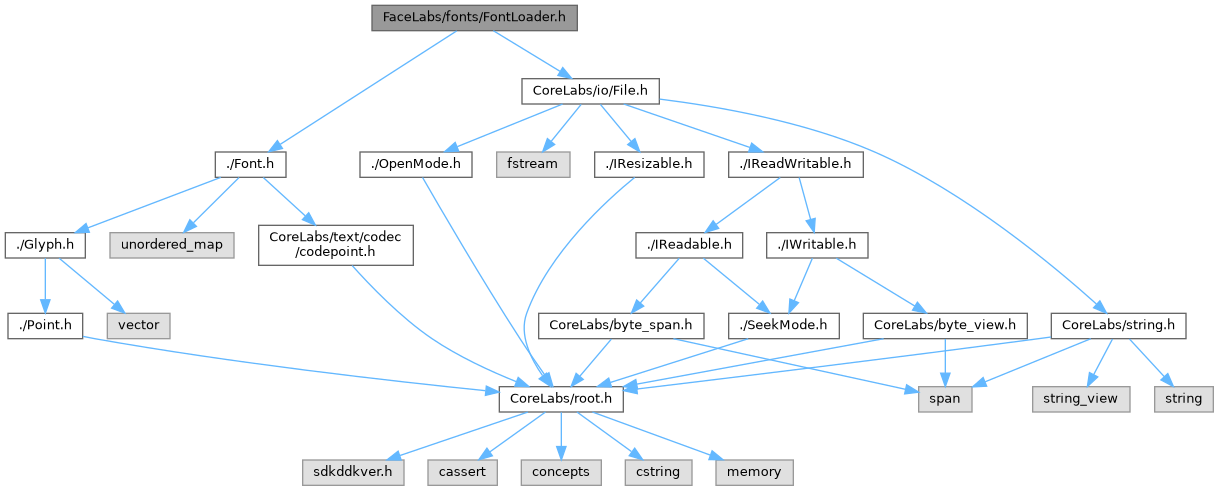 FaceLabs/fonts/FontLoader.h
CoreLabs/io/File.h
./Font.h
./OpenMode.h
fstream
./IResizable.h
./IReadWritable.h
./Glyph.h
unordered_map
CoreLabs/text/codec
/codepoint.h
./IReadable.h
./IWritable.h
./Point.h
vector
CoreLabs/byte_span.h
./SeekMode.h
CoreLabs/byte_view.h
CoreLabs/string.h
CoreLabs/root.h
span
string_view
string
sdkddkver.h
cassert
concepts
cstring
memory